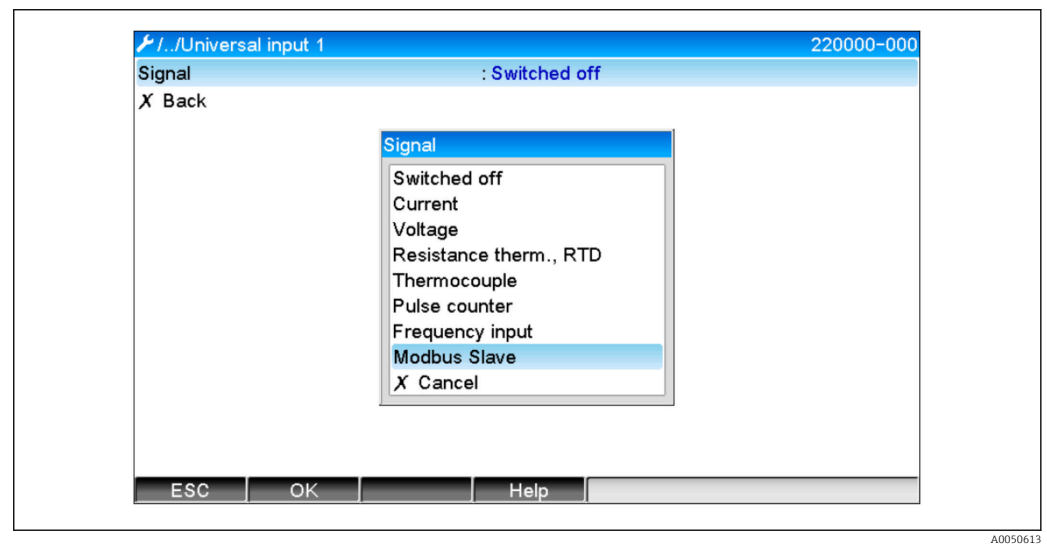 /../Universal input 1 220000-000
Signal : Switched off
X Back
Signal
Switched off
Current
Voltage
Resistance therm., RTD
Thermocouple
Pulse counter
Frequency input
Modbus Slave
X Cancel
ESC OK Help
A0050613